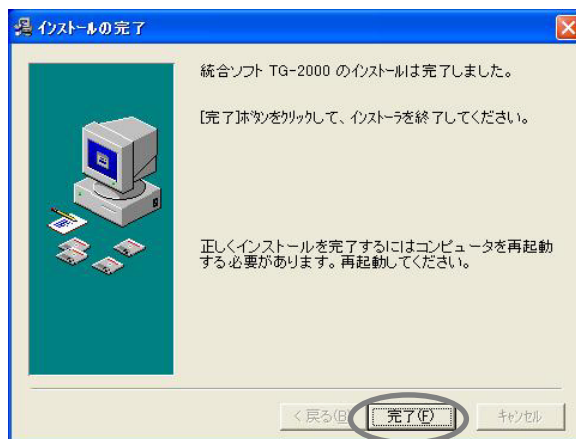 インストールの完了
統合ソフト TG-2000 のインストールは完了しました。
[完了]ボタンをクリックして、インストーラを終了してください。
正しくインストールを完了するにはコンピュータを再起動
する必要があります。再起動してください。
< 戻る(B) 完了(F) キャンセル